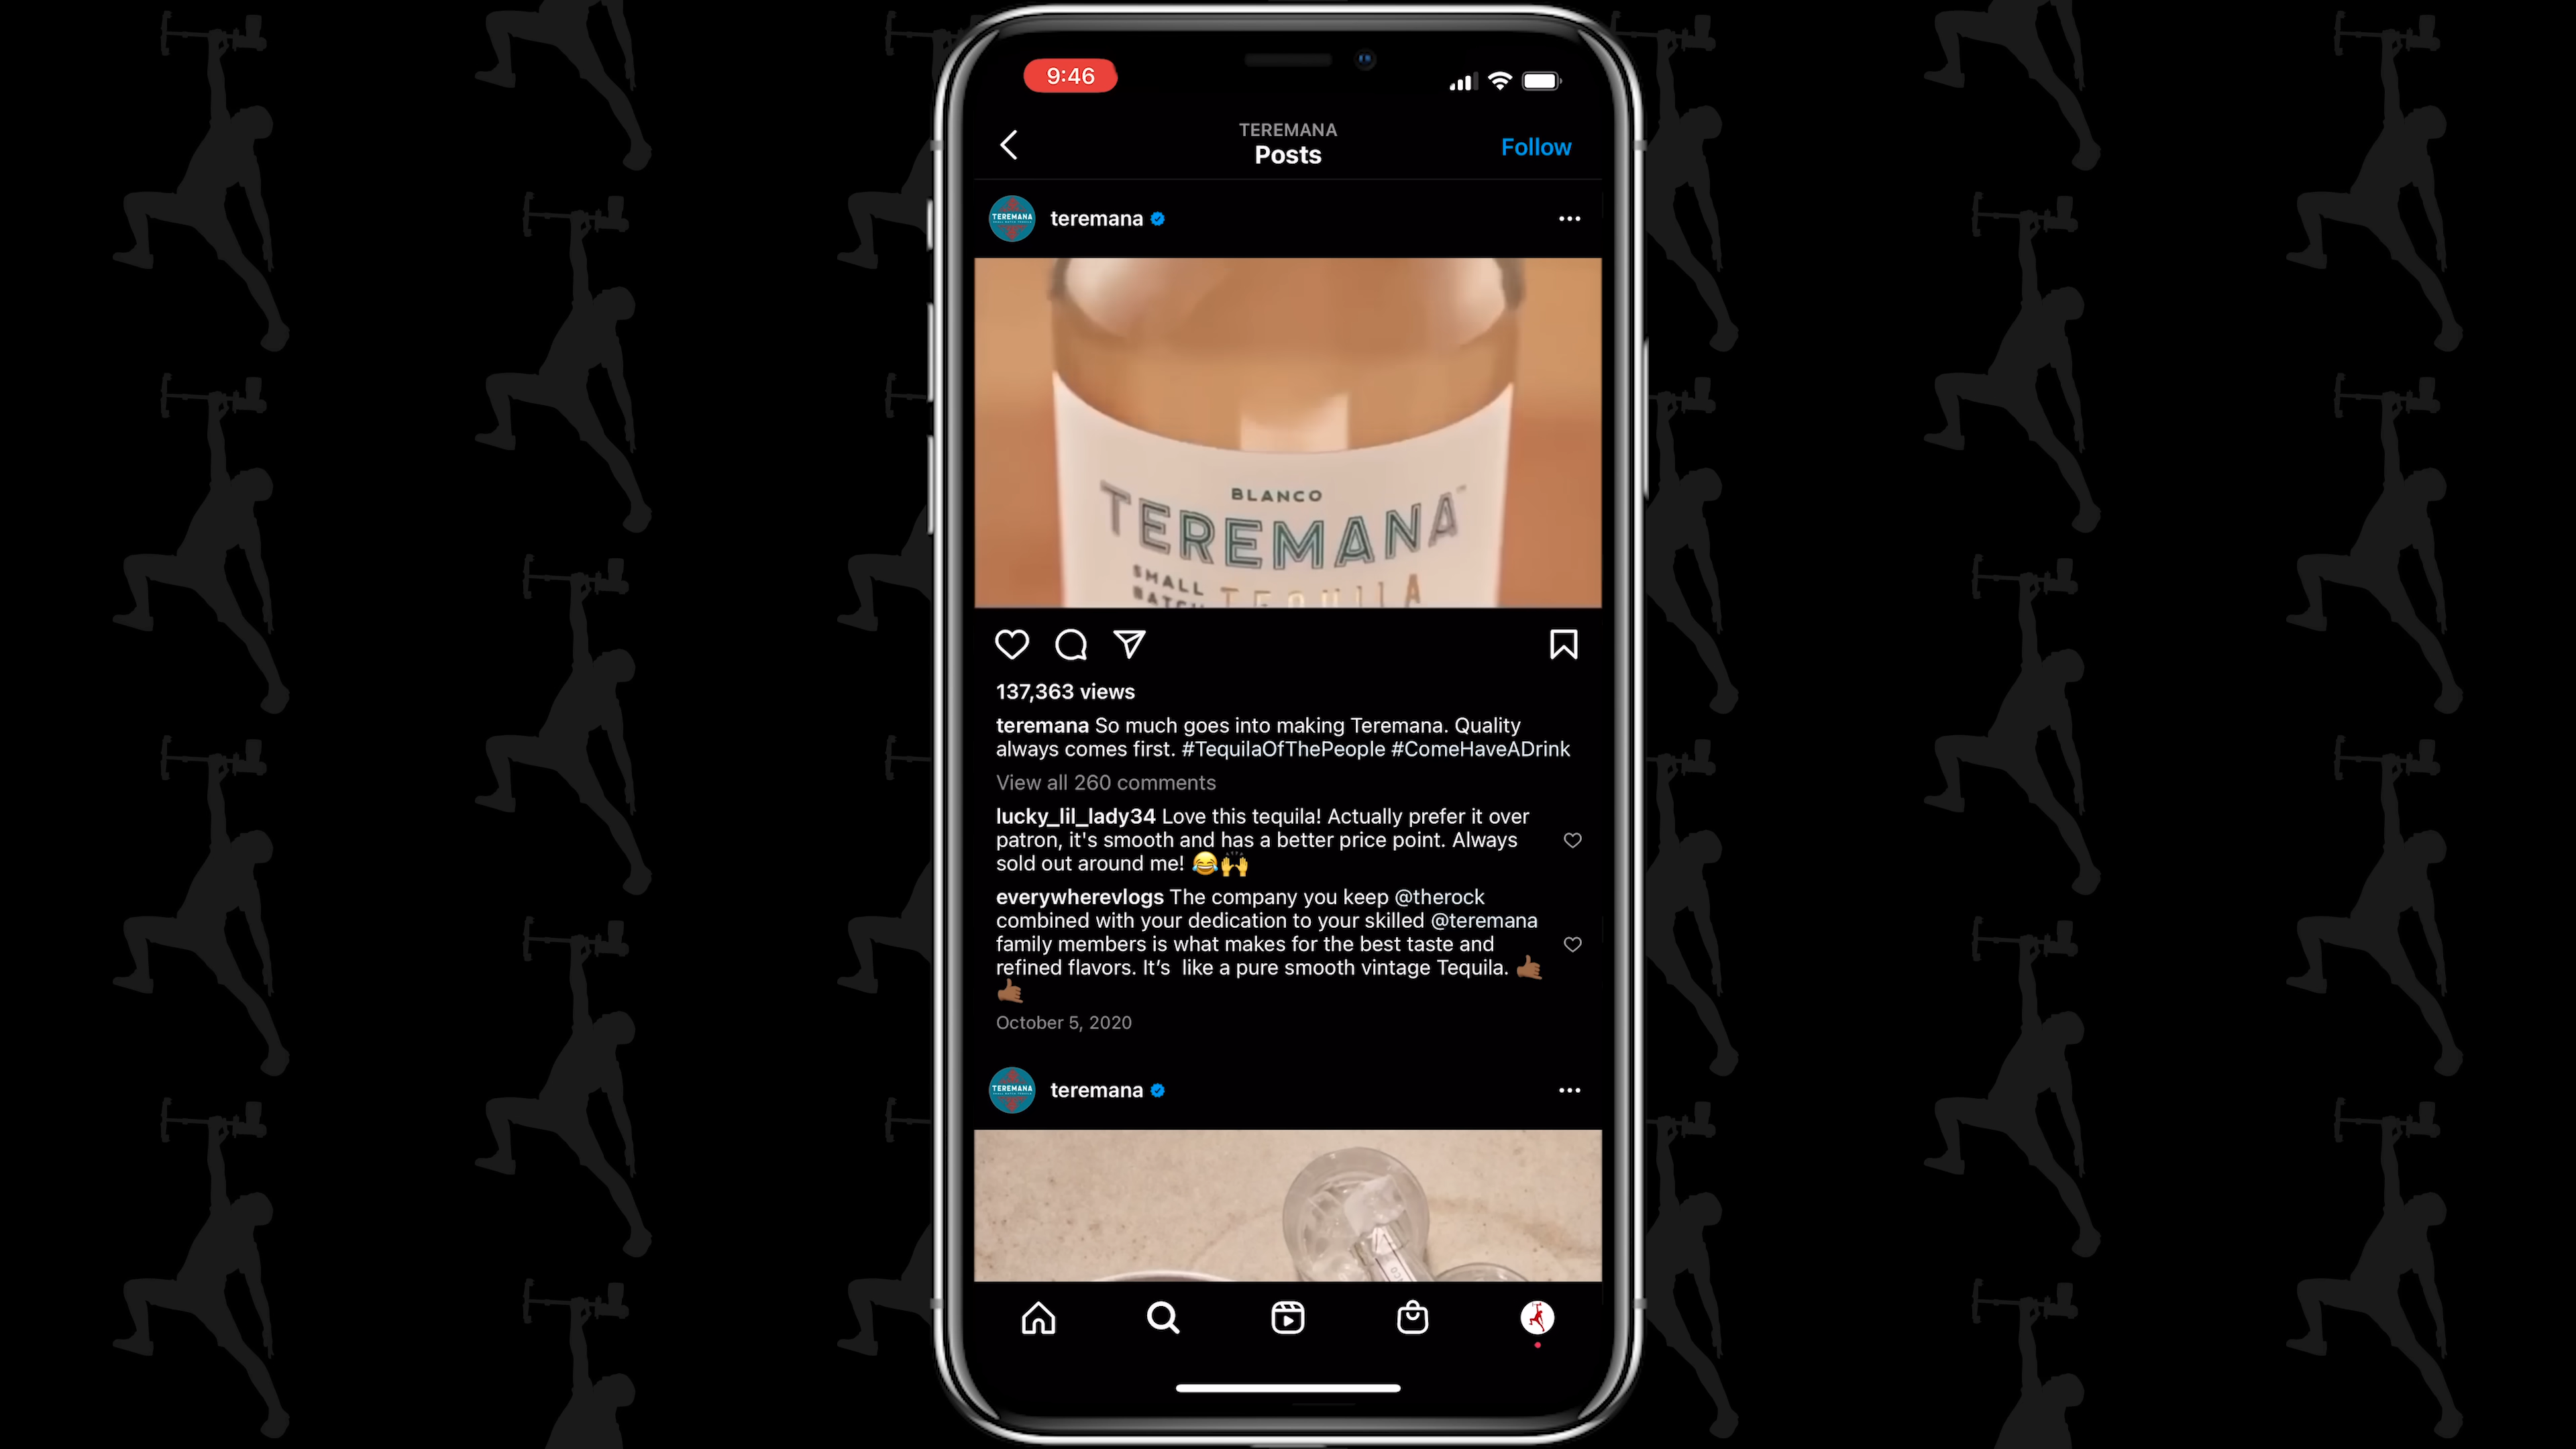 9:46
TEREMANA
Posts
Follow
TEREMANA
teremana
BLANCO
TEREMANA™
SMALL
BATCH TEQUILA
137,363 views
teremana So much goes into making Teremana. Quality
always comes first. #TequilaOfThePeople #ComeHaveADrink
View all 260 comments
lucky_lil_lady34 Love this tequila! Actually prefer it over
patron, it's smooth and has a better price point. Always
sold out around me! 😂🙌
everywherevlogs The company you keep @therock
combined with your dedication to your skilled @teremana
family members is what makes for the best taste and
refined flavors. It’s  like a pure smooth vintage Tequila. 🤙🏾
🤙🏾
October 5, 2020
TEREMANA
teremana